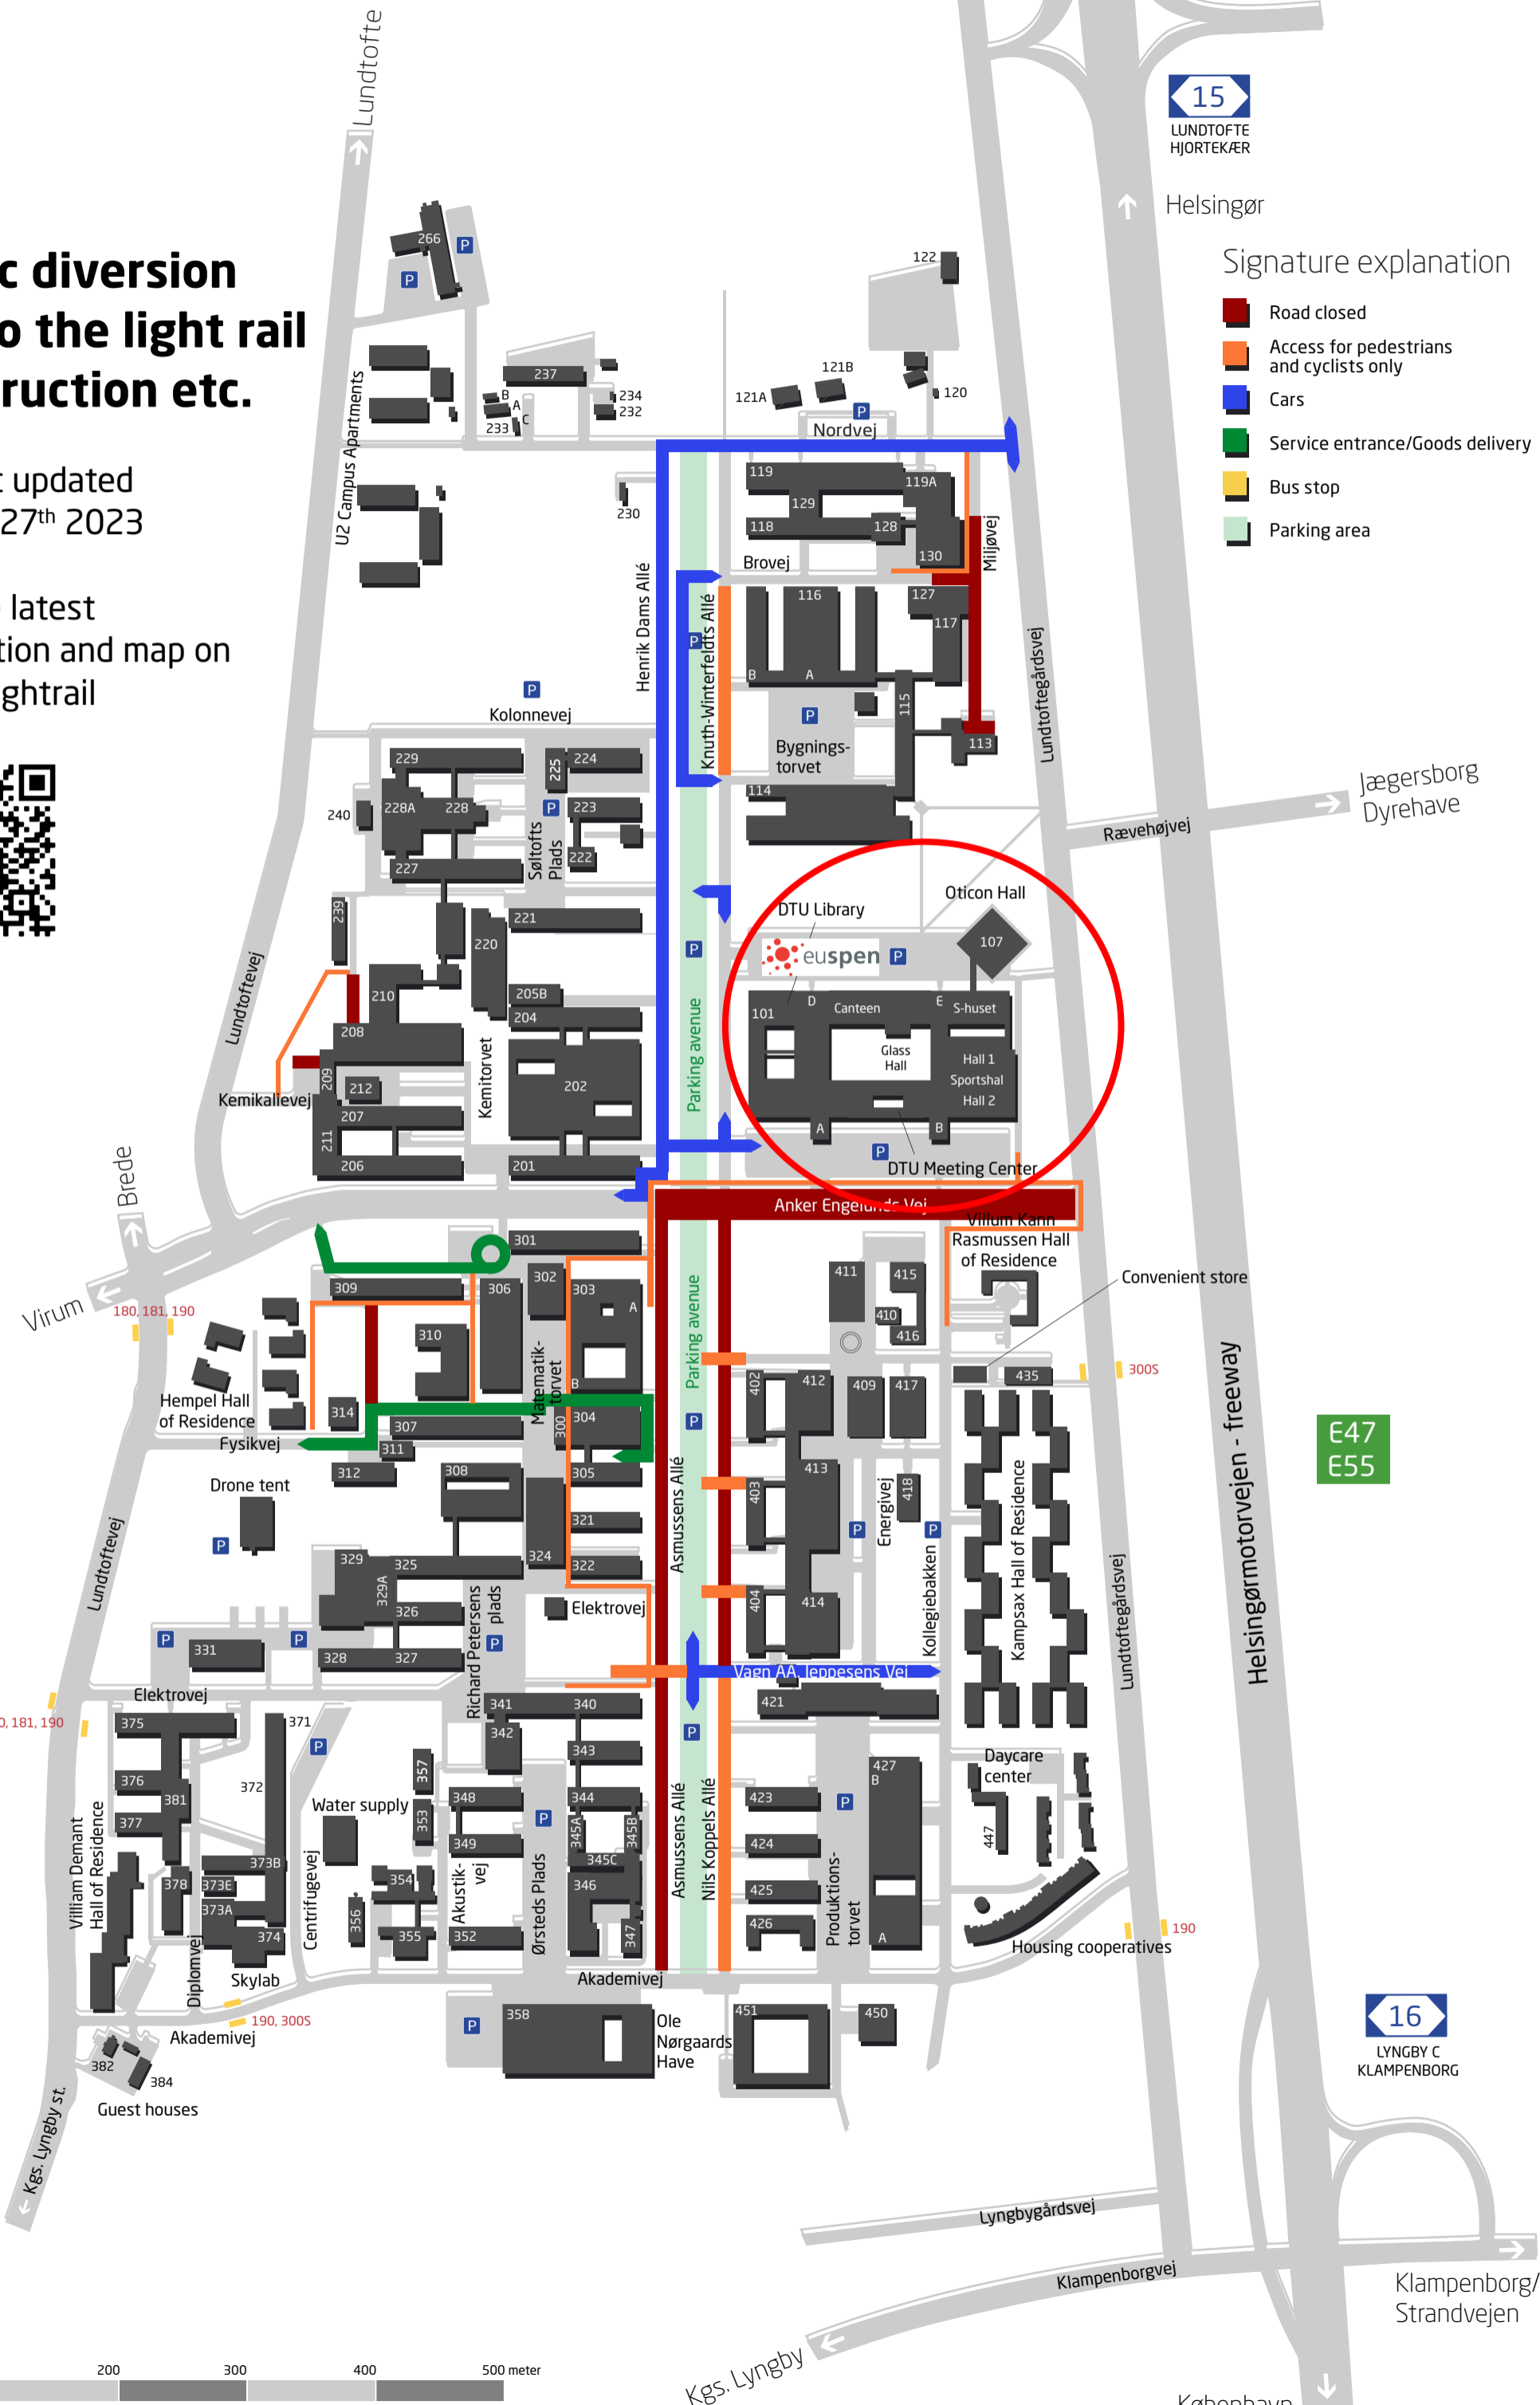 Lundtofte
15
LUNDTOFTE
HJORTEKÆR
Helsingør
c diversion
o the light rail
ruction etc.
t updated
27th 2023
latest
tion and map on
ghtrail
Signature explanation
Road closed
Access for pedestrians
and cyclists only
Cars
Service entrance/Goods delivery
Bus stop
Parking area
266
P
P
122
237
B
A
C
233
234
232
121A
121B
120
P
Nordvej
U2 Campus Apartments
230
119
119A
129
118
128
130
Miljøvej
Brovej
Henrik Dams Allé
Knuth-Winterfeldts Allé
P
116
127
117
B
A
115
P
Bygnings-
torvet
113
114
Lundtoftegårdsvej
P
Kolonnevej
229
225
224
240
228A
228
P
223
222
227
Søltofts
Plads
Rævehøjvej
Jægersborg
Dyrehave
239
221
220
Lundtoftevej
210
205B
204
208
209
212
Kemikalievej
207
211
206
Kemitorvet
202
201
P
Parking avenue
Oticon Hall
DTU Library
euspen
P
107
101
D
Canteen
E
S-huset
Glass
Hall
Hall 1
Sportshal
Hall 2
A
B
P
DTU Meeting Center
Anker Engelunds Vej
Brede
Virum
180, 181, 190
301
309
306
302
303
A
B
310
314
Matematik-
torvet
Hempel Hall
of Residence
Fysikvej
307
311
312
308
300
304
305
321
322
324
Drone tent
P
Lundtoftevej
329
329A
325
326
328
327
P
331
P
Richard Petersens
plads
P
Elektrovej
Parking avenue
P
Asmussens Allé
Villum Kann
Rasmussen Hall
of Residence
Convenient store
411
415
410
416
402
412
409
417
435
300S
403
413
Energivej
418
P
P
Kollegiebakken
Kampsax Hall of Residence
404
414
Lundtoftegårdsvej
Helsingørmotorvejen - freeway
E47
E55
Vagn AA. Jeppesens Vej
421
Elektrovej
0, 181, 190
375
371
376
381
377
372
P
Water supply
373B
373E
373A
378
374
Skylab
Villiam Demant
Hall of Residence
Diplomvej
Centrifugevej
341
340
342
343
357
353
348
349
344
345A
345B
345C
346
347
354
356
355
352
Akustik-
vej
P
Ørsteds Plads
P
Asmussens Allé
Nils Koppels Allé
423
424
425
426
P
Produktions-
torvet
427
B
A
Daycare
center
447
Housing cooperatives
190
Akademivej
190, 300S
Akademivej
P
358
Ole
Nørgaards
Have
451
450
382
384
Guest houses
Kgs. Lyngby st.
16
LYNGBY C
KLAMPENBORG
Lyngbygårdsvej
Klampenborgvej
Klampenborg/
Strandvejen
Kgs. Lyngby
200
300
400
500 meter